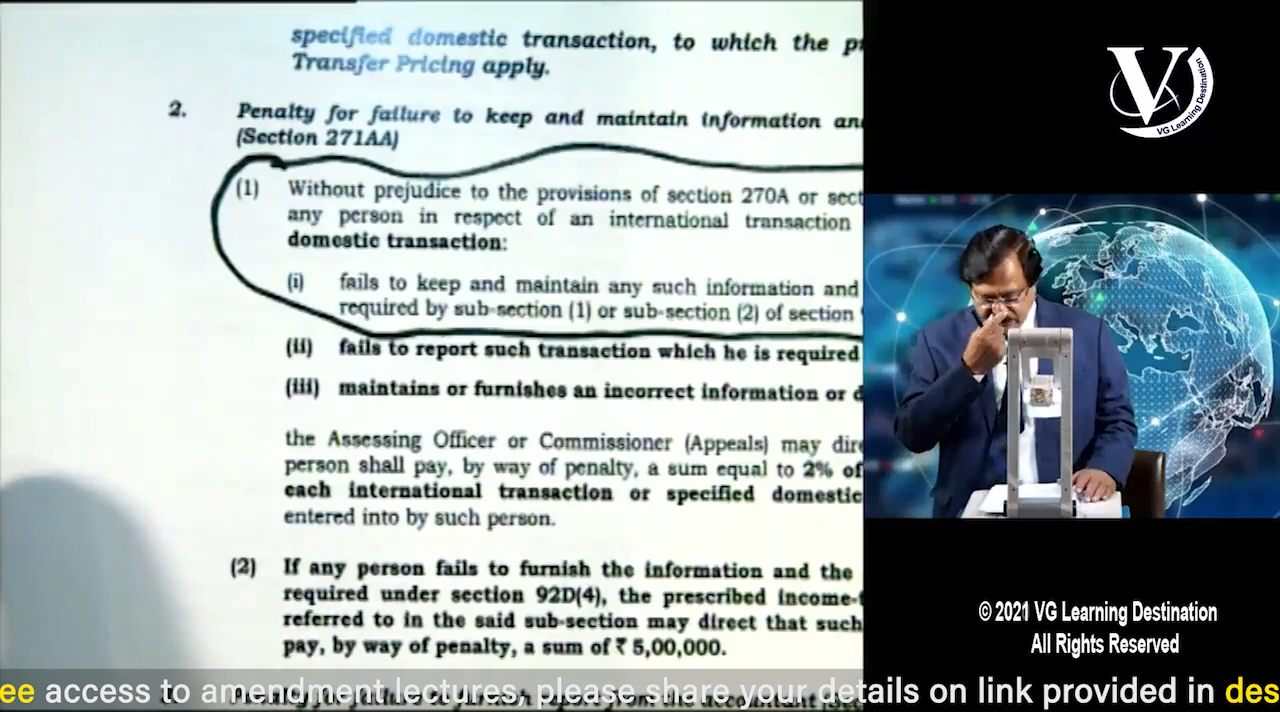 specified domestic transaction, to which the
Transfer Pricing apply.
2. Penalty for failure to keep and maintain information
(Section 271AA)
(1) Without prejudice to the provisions of section 270A or
any person in respect of an international transaction
domestic transaction:
(i) fails to keep and maintain any such information and
required by sub-section (1) or sub-section (2) of section
(ii) fails to report such transaction which he is required
(iii) maintains or furnishes an incorrect information or
the Assessing Officer or Commissioner (Appeals) may
person shall pay, by way of penalty, a sum equal to 2% of
each international transaction or specified domestic
entered into by such person.
(2) If any person fails to furnish the information and the
required under section 92D(4), the prescribed
referred to in the said sub-section may direct that such
pay, by way of penalty, a sum of ₹ 5,00,000.
V
VG Learning Destination
© 2021 VG Learning Destination
All Rights Reserved
ee access to amendment lectures, please share your details on link provided in des